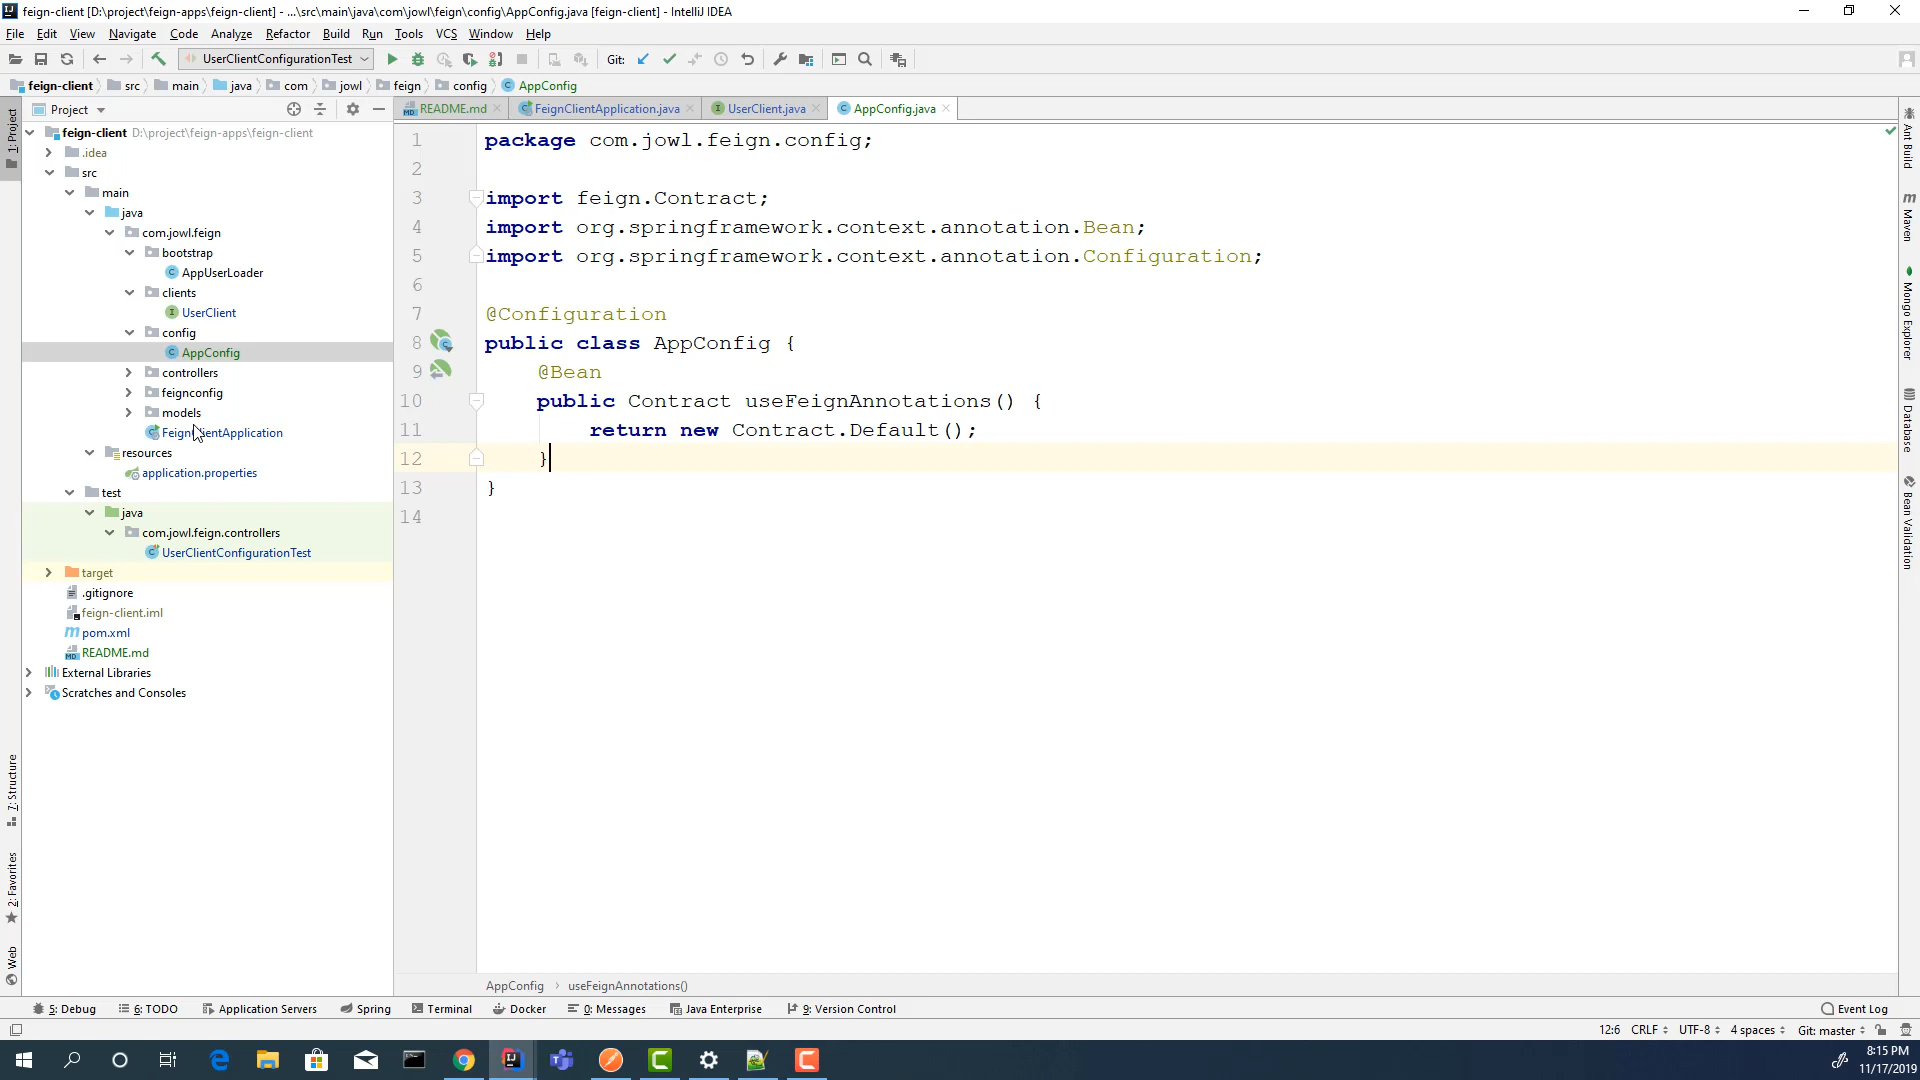 feign-client [D:\project\feign-apps\feign-client] - ...\src\main\java\com\jowl\feign\config\AppConfig.java [feign-client] - IntelliJ IDEA
File Edit View Navigate Code Analyze Refactor Build Run Tools VCS Window Help
UserClientConfigurationTest Git:
feign-client src main java com jowl feign config AppConfig
Project README.md FeignClientApplication.java UserClient.java AppConfig.java
feign-client D:\project\feign-apps\feign-client
.idea
src
main
java
com.jowl.feign
bootstrap
AppUserLoader
clients
UserClient
config
AppConfig
controllers
feignconfig
models
FeignClientApplication
resources
application.properties
test
java
com.jowl.feign.controllers
UserClientConfigurationTest
target
.gitignore
feign-client.iml
pom.xml
README.md
External Libraries
Scratches and Consoles
1 package com.jowl.feign.config;
2
3 import feign.Contract;
4 import org.springframework.context.annotation.Bean;
5 import org.springframework.context.annotation.Configuration;
6
7 @Configuration
8 public class AppConfig {
9 @Bean
10 public Contract useFeignAnnotations() {
11 return new Contract.Default();
12 }
13 }
14
1: Project
7: Structure
2: Favorites
Web
Ant Build
Maven
Mongo Explorer
Database
Bean Validation
AppConfig useFeignAnnotations()
5: Debug 6: TODO Application Servers Spring Terminal Docker 0: Messages Java Enterprise 9: Version Control Event Log
12:6 CRLF UTF-8 4 spaces Git: master
8:15 PM
11/17/2019